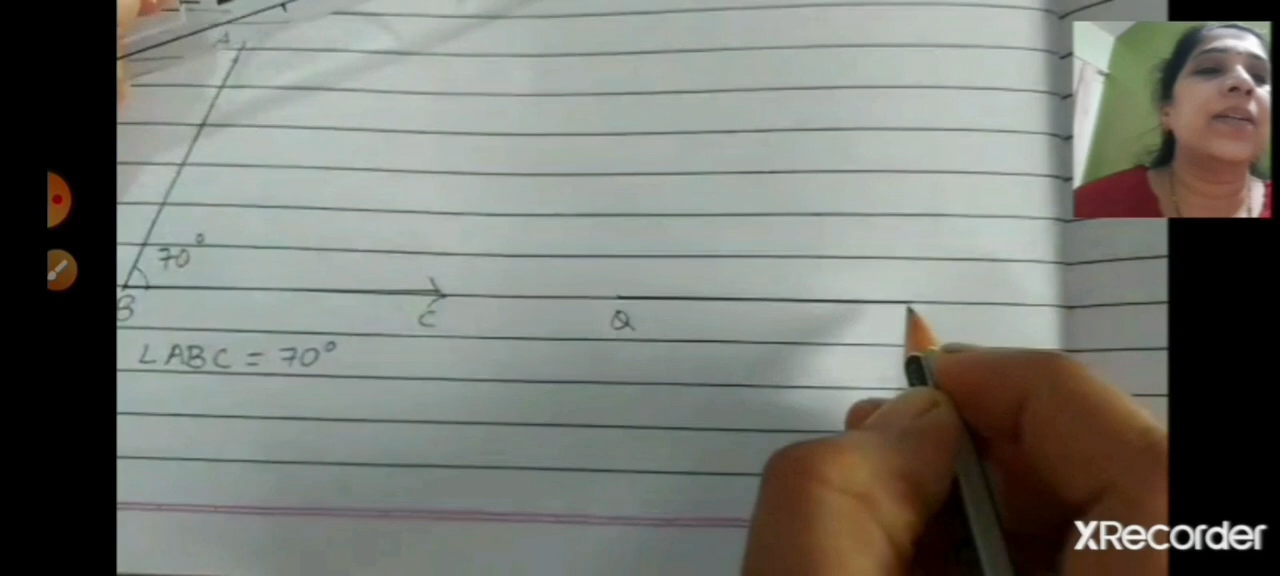 A
70°
B
C
Q
∠ABC = 70°
XRecorder